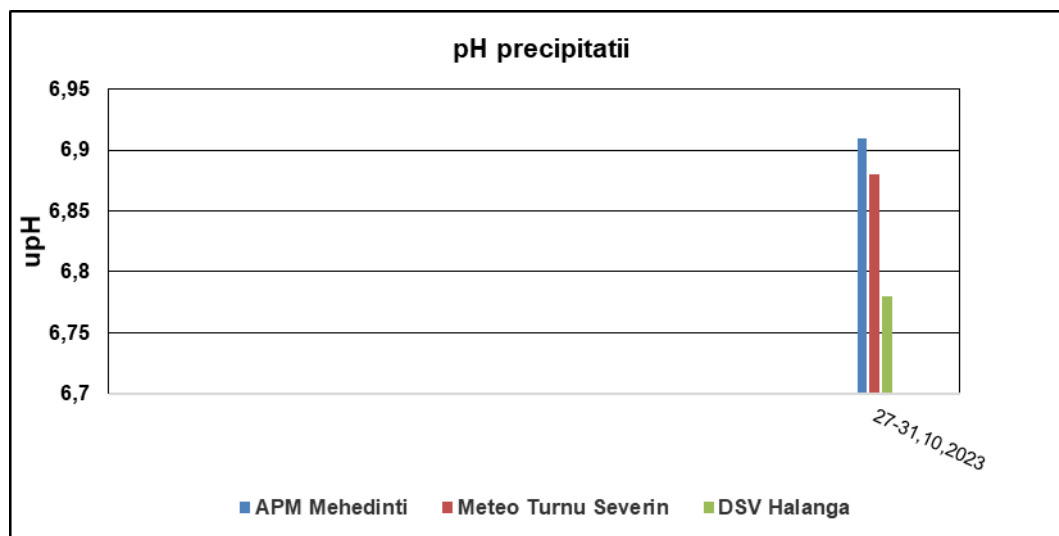 pH precipitatii
6,95
6,9
6,85
6,8
6,75
6,7
upH
27-31,10,2023
APM Mehedinti Meteo Turnu Severin DSV Halanga